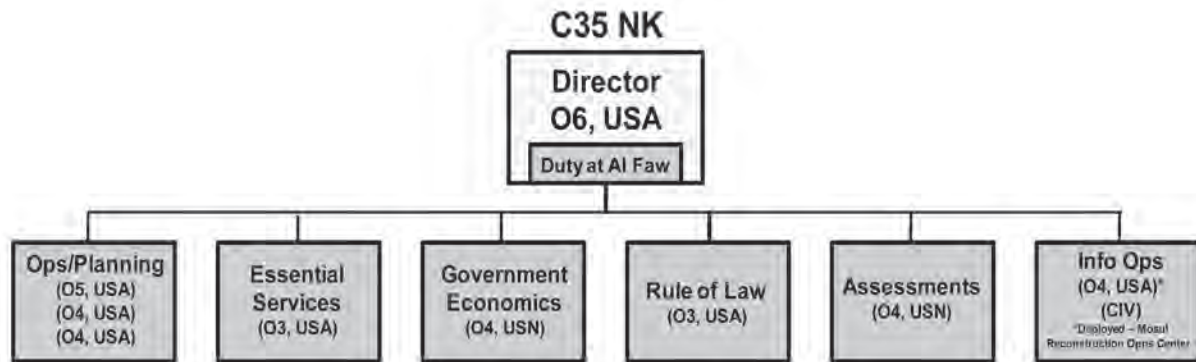 C35 NK
Director
O6, USA
Duty at Al Faw
Ops/Planning
(O5, USA)
(O4, USA)
(O4, USA)
Essential
Services
(O3, USA)
Government
Economics
(O4, USN)
Rule of Law
(O3, USA)
Assessments
(O4, USN)
Info Ops
(O4, USA)*
(CIV)
*Deployed – Mosul
Reconstruction Opns Center